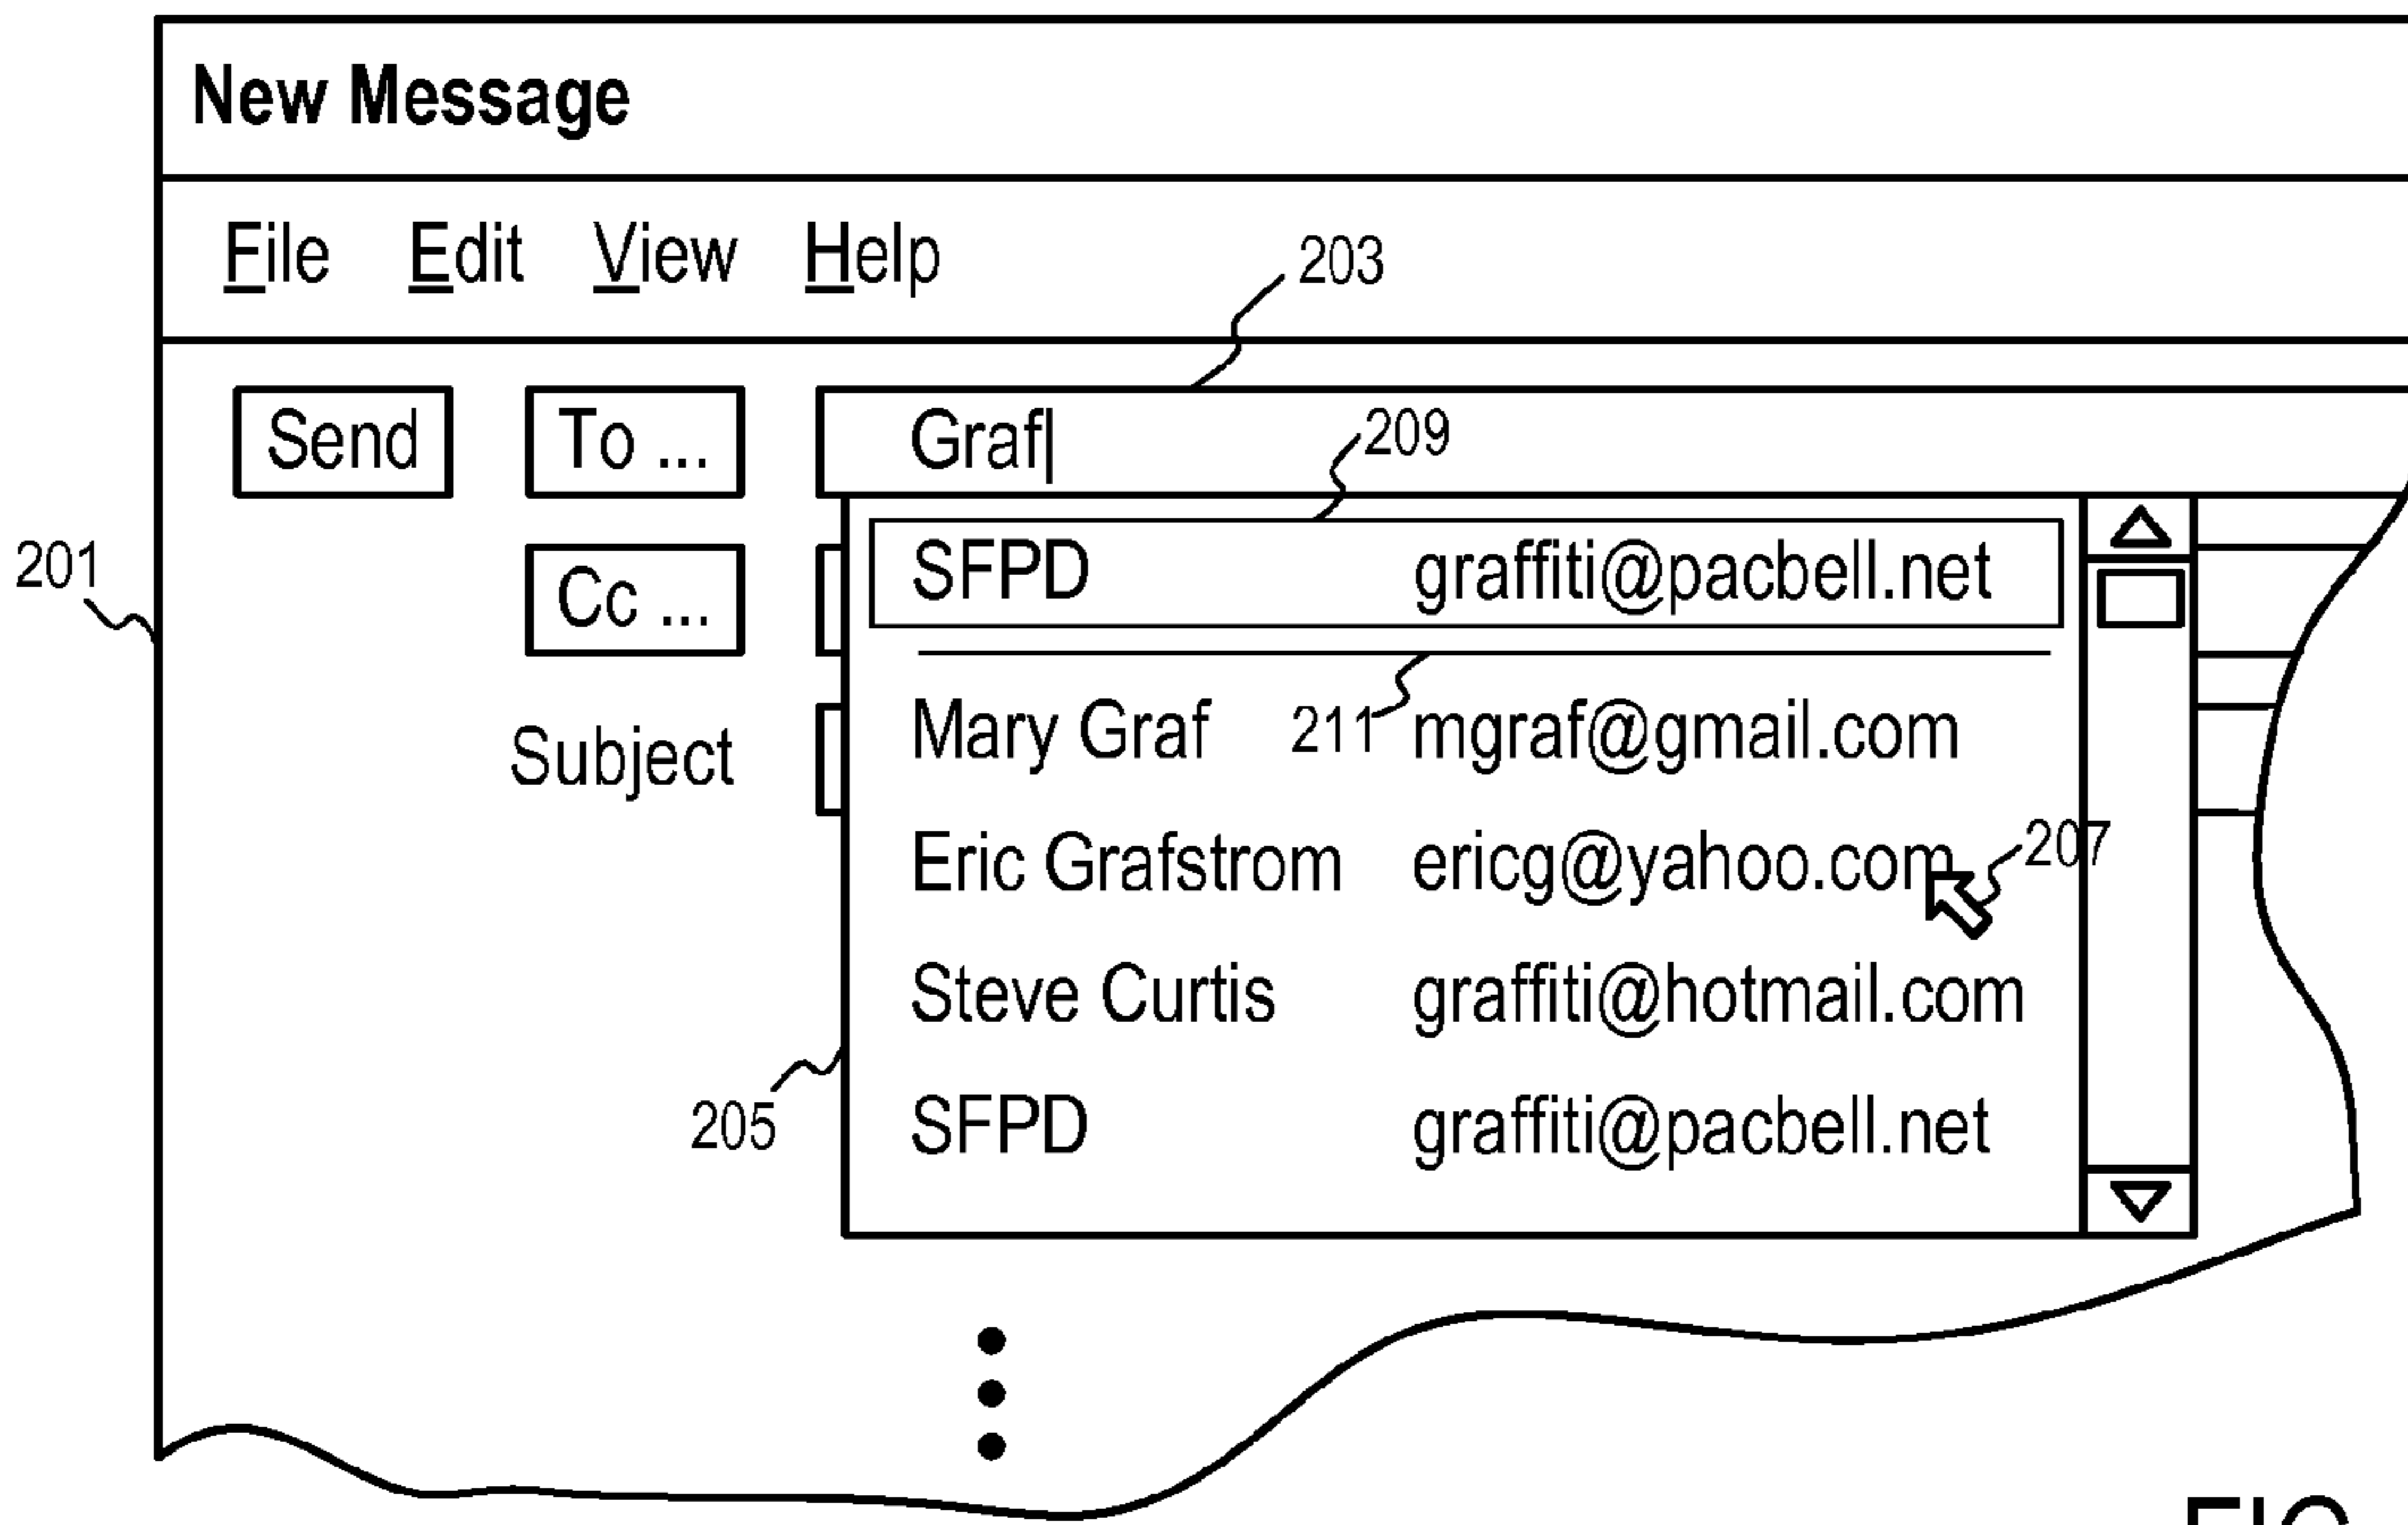 New Message
File Edit View Help
203
Send To ... Graf
209
SFPD graffiti@pacbell.net
201
Cc ...
Mary Graf 211 mgraf@gmail.com
Subject
Eric Grafstrom ericg@yahoo.com 207
Steve Curtis graffiti@hotmail.com
205
SFPD graffiti@pacbell.net